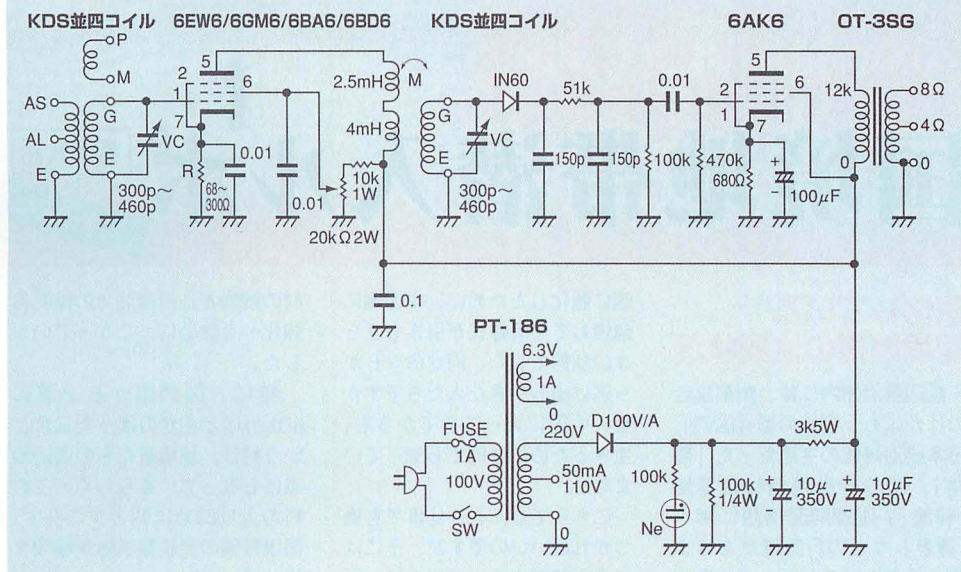 KDS並四コイル 6EW6/6GM6/6BA6/6BD6 KDS並四コイル 6AK6 OT-3SG
P
M
AS
AL
E
G
E
VC
300p～
460p
2
1
7
5
6
R
68～
300Ω
0.01
0.01
2.5mH
M
4mH
10k
1W
20kΩ2W
G
E
VC
300p～
460p
IN60
51k
150p
150p
100k
0.01
470k
2
1
7
5
6
680Ω
+
−
100μF
12k
0
8Ω
4Ω
0
0.1
PT-186
FUSE
1A
100V
SW
6.3V
1A
0
220V
50mA
110V
0
D100V/A
100k
Ne
100k
1/4W
10μ
350V
3k5W
+
10μF
350V